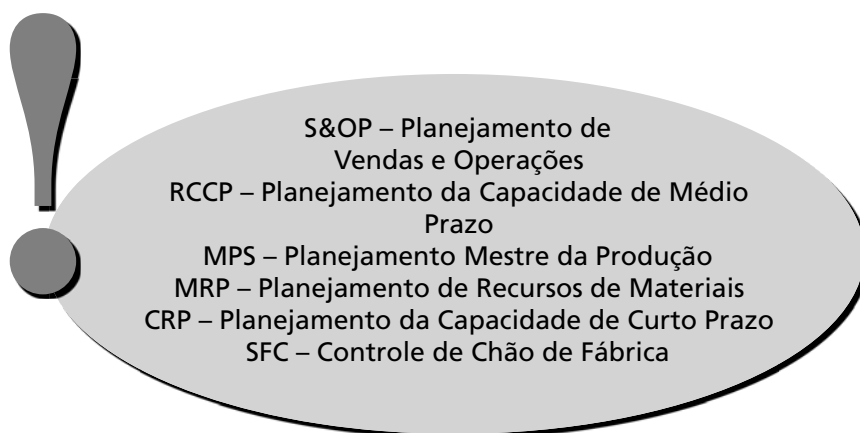 S&OP – Planejamento de
Vendas e Operações
RCCP – Planejamento da Capacidade de Médio
Prazo
MPS – Planejamento Mestre da Produção
MRP – Planejamento de Recursos de Materiais
CRP – Planejamento da Capacidade de Curto Prazo
SFC – Controle de Chão de Fábrica